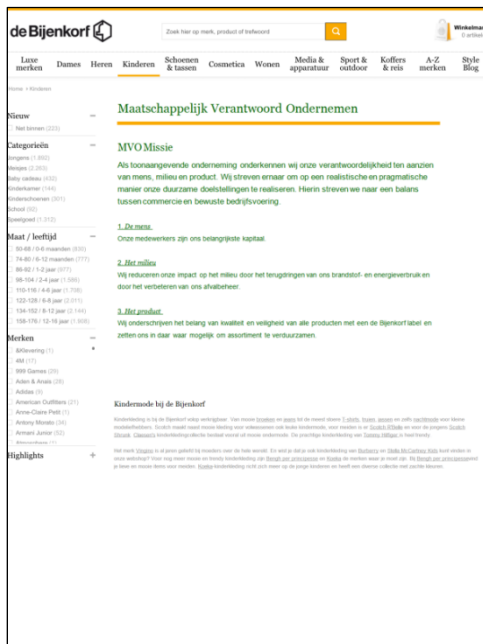 de Bijenkorf
Zoek hier op merk, product of trefwoord
Winkelman
0 artikel
Luxe merken
Dames
Heren
Kinderen
Schoenen & tassen
Cosmetica
Wonen
Media & apparatuur
Sport & outdoor
Koffers & reis
A-Z merken
Style Blog
Home > Kinderen
Nieuw
Net binnen (223)
Categorieën
Jongens (1.892)
Meisjes (2.263)
Baby cadeau (432)
Kinderkamer (144)
Kinderschoenen (301)
School (92)
Speelgoed (1.312)
Maat / leeftijd
50-68 / 0-6 maanden (830)
74-80 / 6-12 maanden (777)
86-92 / 1-2 jaar (977)
98-104 / 2-4 jaar (1.566)
110-116 / 4-6 jaar (1.708)
122-128 / 6-8 jaar (2.011)
134-152 / 8-12 jaar (2.144)
158-176 / 12-16 jaar (1.808)
Merken
&Klevering (1)
4M (17)
999 Games (29)
Aden & Anais (28)
Adidas (9)
American Outfitters (21)
Anne-Claire Petit (1)
Antony Morato (34)
Armani Junior (52)
Highlights
Maatschappelijk Verantwoord Ondernemen
MVO Missie
Als toonaangevende onderneming onderkennen wij onze verantwoordelijkheid ten aanzien
van mens, milieu en product. Wij streven ernaar om op een realistische en pragmatische
manier onze duurzame doelstellingen te realiseren. Hierin streven we naar een balans
tussen commercie en bewuste bedrijfsvoering.
1. De mens
Onze medewerkers zijn ons belangrijkste kapitaal.
2. Het milieu
Wij reduceren onze impact op het milieu door het terugdringen van ons brandstof- en energieverbruik en
door het verbeteren van ons afvalbeheer.
3. Het product
Wij onderschrijven het belang van kwaliteit en veiligheid van alle producten met een de Bijenkorf label en
zetten ons in daar waar mogelijk om assortiment te verduurzamen.
Kindermode bij de Bijenkorf